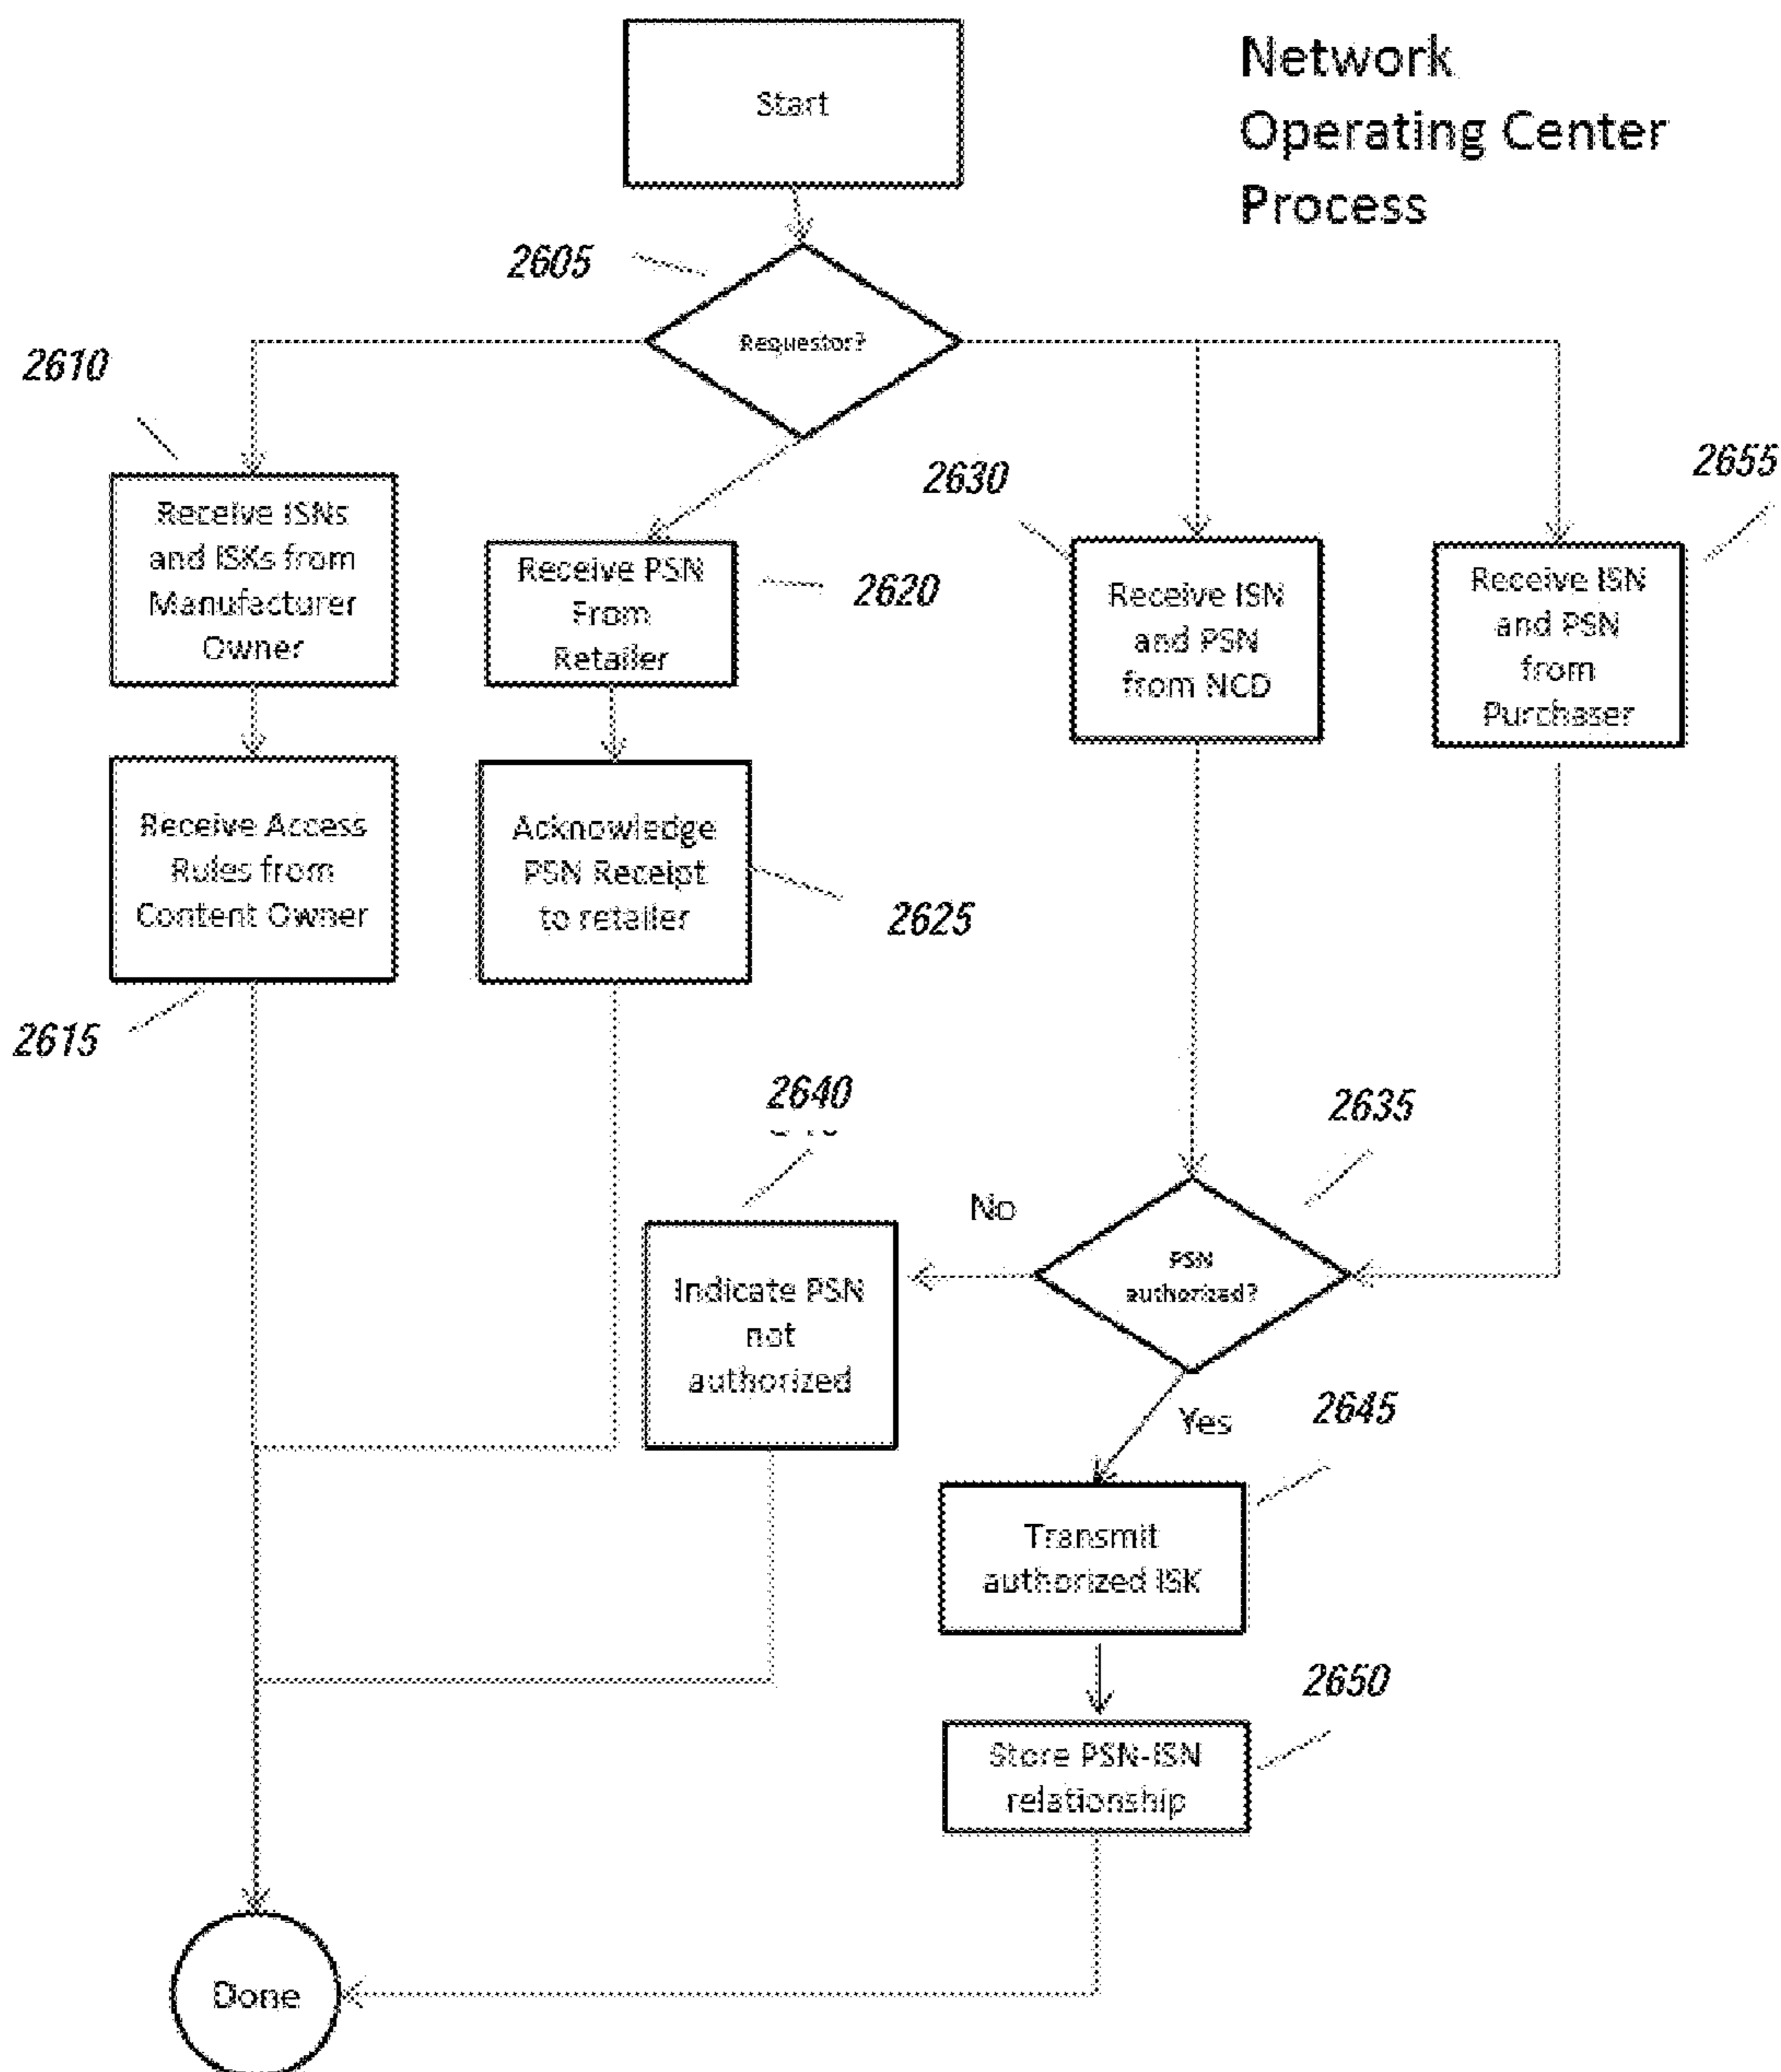 Network
Operating Center
Process
Start
2605
Requestor?
2610
2630
2655
Receive ISNs
and ISKs from
Manufacturer
Owner
Receive PSN
From
Retailer
2620
Receive ISN
and PSN
from NCD
Receive ISN
and PSN
from
Purchaser
Receive Access
Rules from
Content Owner
Acknowledge
PSN Receipt
to retailer
2625
2615
2640
2635
No
PSN
authorized?
Indicate PSN
not
authorized
Yes
2645
Transmit
authorized ISK
2650
Store PSN-ISN
relationship
Done